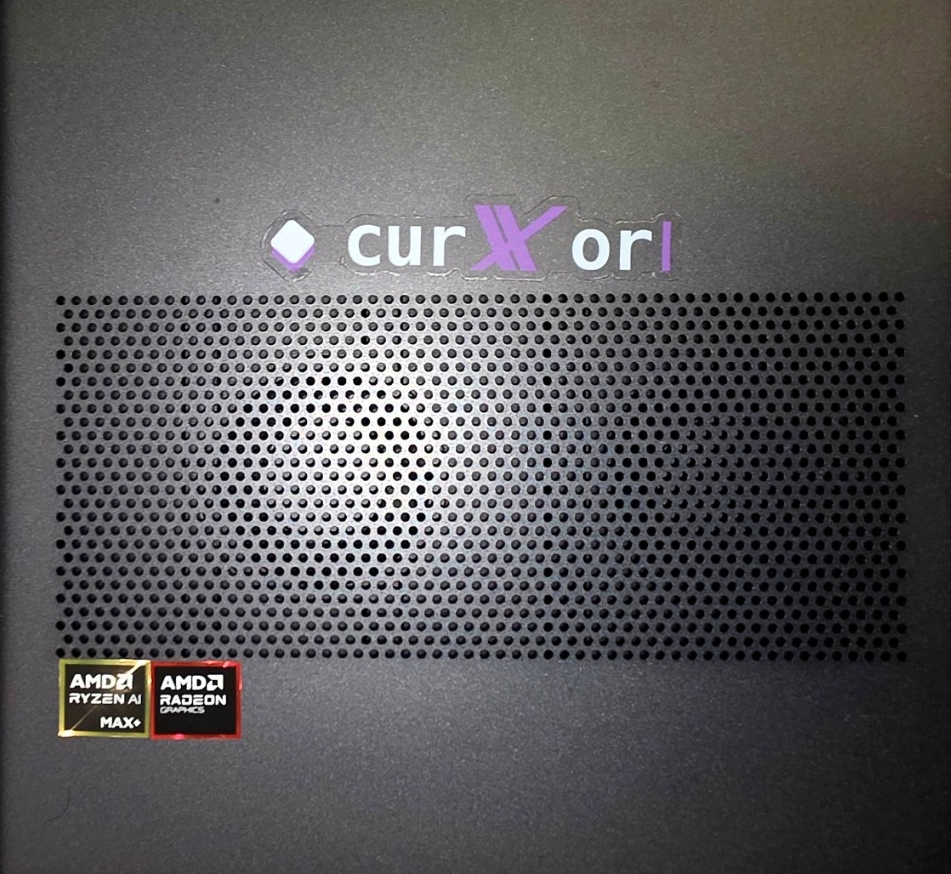 curXor
AMD
RYZEN AI
MAX+
AMD
RADEON
GRAPHICS